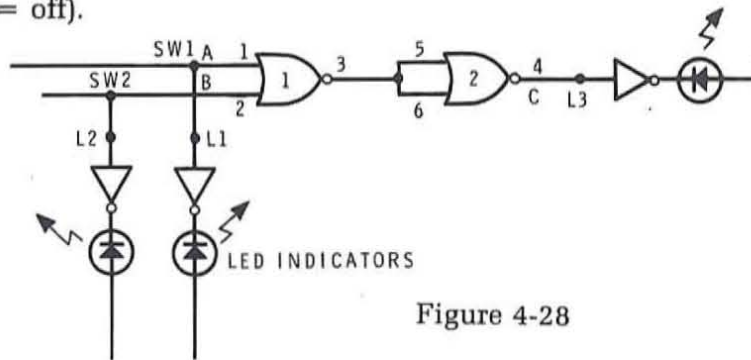 = off).
SW1 A 1
3
5
4
SW2
B
1
2
2
6
C L3
L2
L1
LED INDICATORS
Figure 4-28